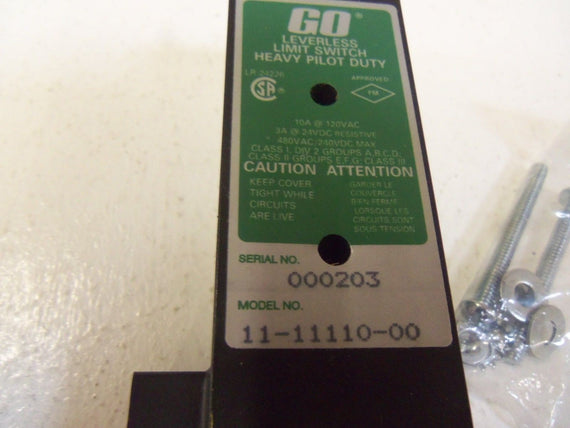 GO®
LEVERLESS
LIMIT SWITCH
HEAVY PILOT DUTY
LR 24226
APPROVED
SA®
FM
10A @ 120VAC
3A @ 24VDC RESISTIVE
480VAC/240VDC MAX
CLASS I, DIV 2 GROUPS A,B,C,D;
CLASS II GROUPS E,F,G; CLASS III
CAUTION ATTENTION
KEEP COVER
TIGHT WHILE
CIRCUITS
ARE LIVE
GARDER LE
COUVERCLE
BIEN FERME
LORSQUE LES
CIRCUITS SONT
SOUS TENSION
SERIAL NO.
000203
MODEL NO.
11-11110-00